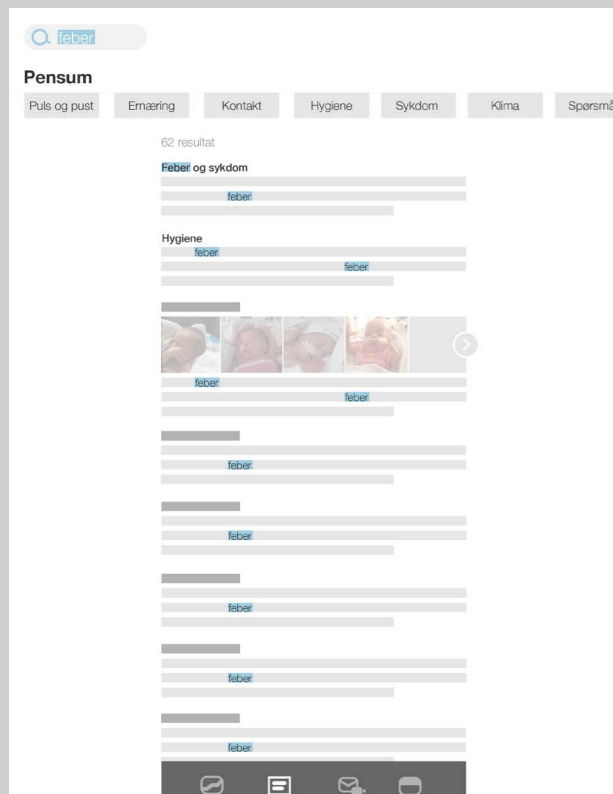 feber
Pensum
Puls og pust Ernæring Kontakt Hygiene Sykdom Klima Spørsmå
62 resultat
Feber og sykdom
feber
Hygiene
feber
feber
feber
feber
feber
feber
feber
feber
feber